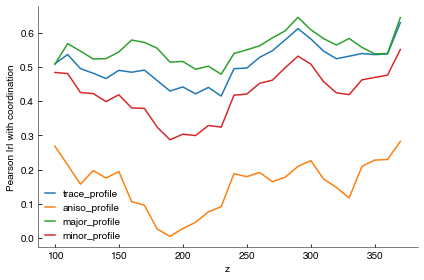 Pearson lrl with coordination
0.6
0.5
0.4
0.3
0.2
0.1
0.0
trace_profile
aniso_profile
major_profile
minor_profile
100
150
200
250
300
350
z